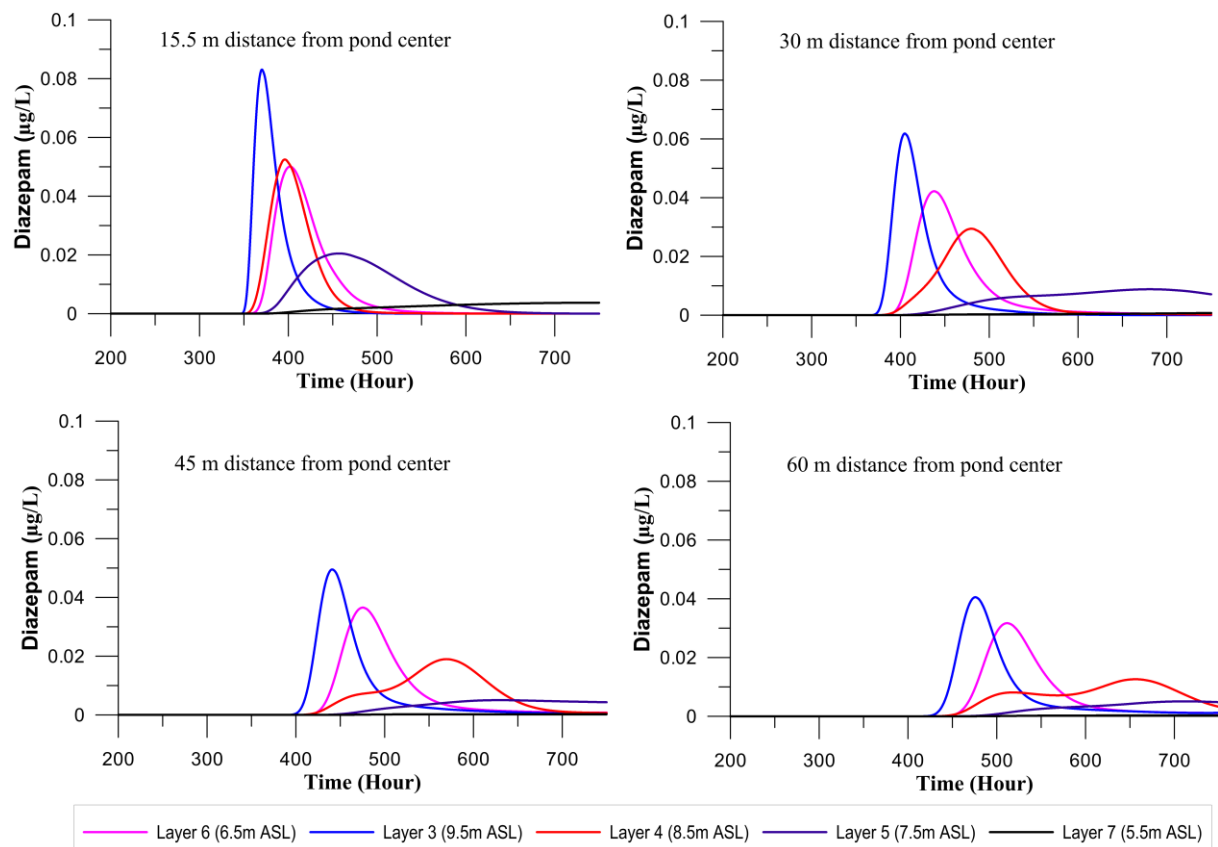 15.5 m distance from pond center
Diazepam (µg/L)
0.1
0.08
0.06
0.04
0.02
0
200 300 400 500 600 700
Time (Hour)
30 m distance from pond center
Diazepam (µg/L)
0.1
0.08
0.06
0.04
0.02
0
200 300 400 500 600 700
Time (Hour)
45 m distance from pond center
Diazepam (µg/L)
0.1
0.08
0.06
0.04
0.02
0
200 300 400 500 600 700
Time (Hour)
60 m distance from pond center
Diazepam (µg/L)
0.1
0.08
0.06
0.04
0.02
0
200 300 400 500 600 700
Time (Hour)
Layer 6 (6.5m ASL) Layer 3 (9.5m ASL) Layer 4 (8.5m ASL) Layer 5 (7.5m ASL) Layer 7 (5.5m ASL)